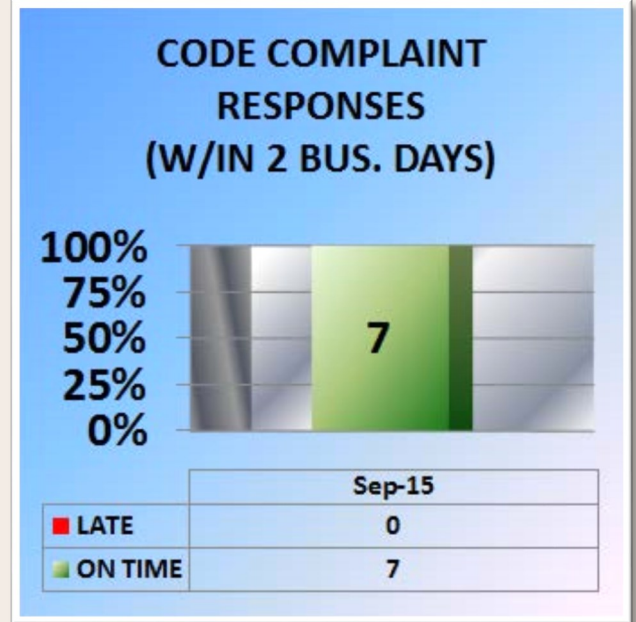 CODE COMPLAINT
RESPONSES
(W/IN 2 BUS. DAYS)
100%
75%
50%
25%
0%
7
Sep-15
LATE 0
ON TIME 7